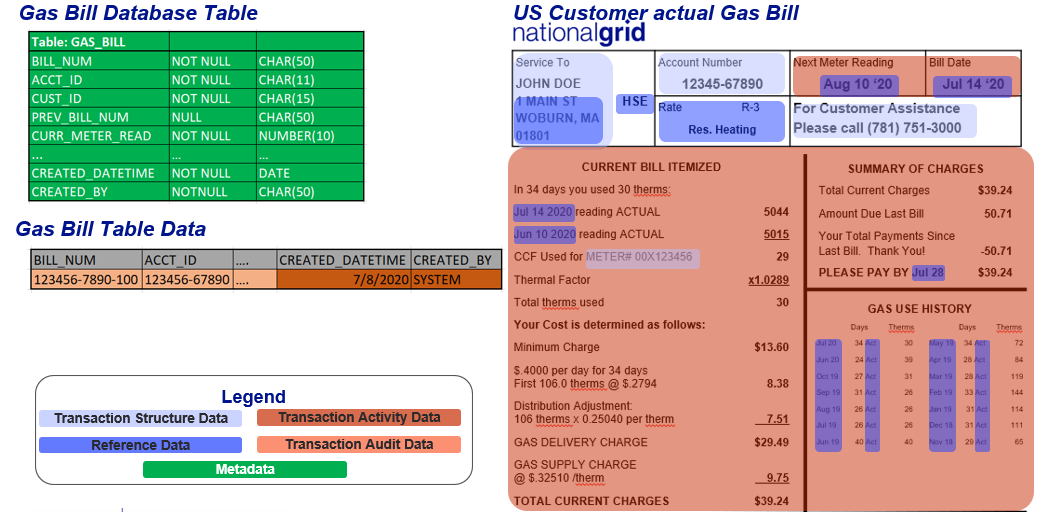 Gas Bill Database Table
Table: GAS_BILL
BILL_NUM NOT NULL CHAR(50)
ACCT_ID NOT NULL CHAR(11)
CUST_ID NOT NULL CHAR(15)
PREV_BILL_NUM NULL CHAR(50)
CURR_METER_READ NOT NULL NUMBER(10)
... ... ...
CREATED_DATETIME NOT NULL DATE
CREATED_BY NOTNULL CHAR(50)
Gas Bill Table Data
BILL_NUM ACCT_ID .... CREATED_DATETIME CREATED_BY
123456-7890-100 123456-67890 .... 7/8/2020 SYSTEM
Legend
Transaction Structure Data Transaction Activity Data
Reference Data Transaction Audit Data
Metadata
US Customer actual Gas Bill
nationalgrid
Service To
JOHN DOE
1 MAIN ST
WOBURN, MA
01801
HSE
Account Number
12345-67890
Next Meter Reading
Aug 10 '20
Bill Date
Jul 14 '20
Rate R-3
Res. Heating
For Customer Assistance
Please call (781) 751-3000
CURRENT BILL ITEMIZED
In 34 days you used 30 therms:
Jul 14 2020 reading ACTUAL 5044
Jun 10 2020 reading ACTUAL 5015
CCF Used for METER# 00X123456 29
Thermal Factor x1.0289
Total therms used 30
Your Cost is determined as follows:
Minimum Charge $13.60
$.4000 per day for 34 days
First 106.0 therms @ $.2794 8.38
Distribution Adjustment:
106 therms x 0.25040 per therm 7.51
GAS DELIVERY CHARGE $29.49
GAS SUPPLY CHARGE
@ $.32510 /therm 9.75
TOTAL CURRENT CHARGES $39.24
SUMMARY OF CHARGES
Total Current Charges $39.24
Amount Due Last Bill 50.71
Your Total Payments Since
Last Bill. Thank You! -50.71
PLEASE PAY BY Jul 28 $39.24
GAS USE HISTORY
Days Therms Days Therms
Jul 20 34 Act 30 May 19 34 Act 72
Jun 20 24 Act 39 Apr 19 28 Act 84
Oct 19 27 Act 31 Mar 19 28 Act 119
Sep 19 31 Act 26 Feb 19 33 Act 144
Aug 19 26 Act 26 Jan 19 31 Act 114
Jul 19 26 Act 26 Dec 18 31 Act 111
Jun 19 40 Act 40 Nov 18 29 Act 65